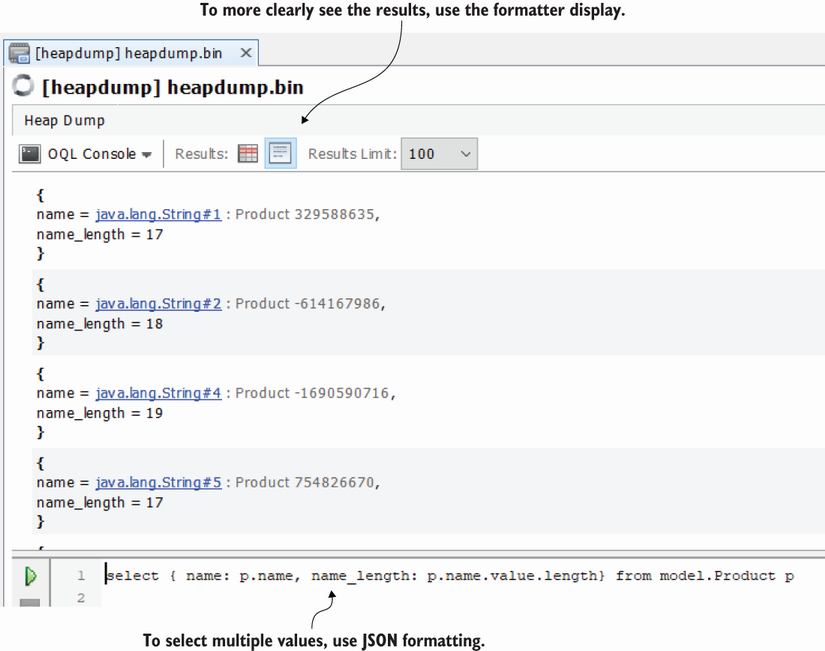 To more clearly see the results, use the formatter display.
[heapdump] heapdump.bin ×
[heapdump] heapdump.bin
Heap Dump
OQL Console Results: Results Limit: 100
{
name = java.lang.String#1 : Product 329588635,
name_length = 17
}
{
name = java.lang.String#2 : Product -614167986,
name_length = 18
}
{
name = java.lang.String#4 : Product -1690590716,
name_length = 19
}
{
name = java.lang.String#5 : Product 754826670,
name_length = 17
}
1 select { name: p.name, name_length: p.name.value.length} from model.Product p
2
To select multiple values, use JSON formatting.